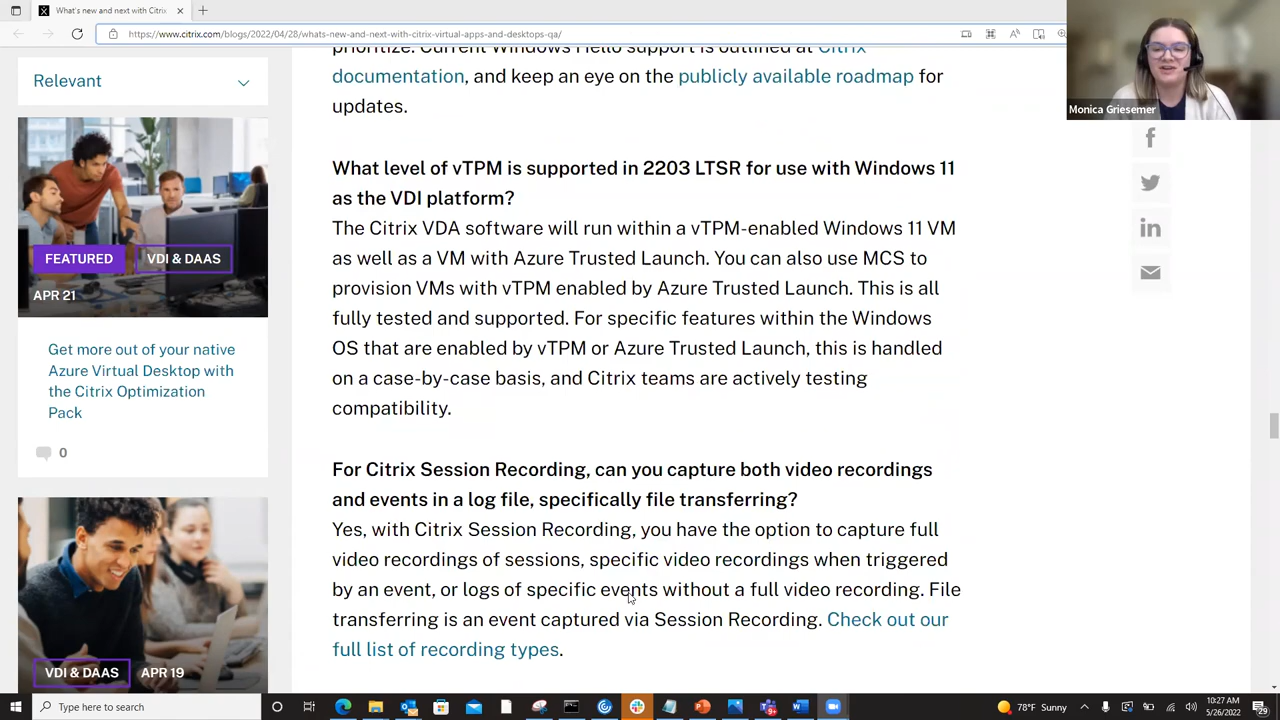 What's new and next with Citrix
https://www.citrix.com/blogs/2022/04/28/whats-new-and-next-with-citrix-virtual-apps-and-desktops-qa/
Monica Griesemer
Relevant
FEATURED
VDI & DAAS
APR 21
Get more out of your native
Azure Virtual Desktop with
the Citrix Optimization
Pack
0
VDI & DAAS
APR 19
prioritize. Current Windows Hello support is outlined at Citrix
documentation, and keep an eye on the publicly available roadmap for
updates.
What level of vTPM is supported in 2203 LTSR for use with Windows 11
as the VDI platform?
The Citrix VDA software will run within a vTPM-enabled Windows 11 VM
as well as a VM with Azure Trusted Launch. You can also use MCS to
provision VMs with vTPM enabled by Azure Trusted Launch. This is all
fully tested and supported. For specific features within the Windows
OS that are enabled by vTPM or Azure Trusted Launch, this is handled
on a case-by-case basis, and Citrix teams are actively testing
compatibility.
For Citrix Session Recording, can you capture both video recordings
and events in a log file, specifically file transferring?
Yes, with Citrix Session Recording, you have the option to capture full
video recordings of sessions, specific video recordings when triggered
by an event, or logs of specific events without a full video recording. File
transferring is an event captured via Session Recording. Check out our
full list of recording types.
Type here to search
78°F Sunny
10:27 AM
5/26/2022
29